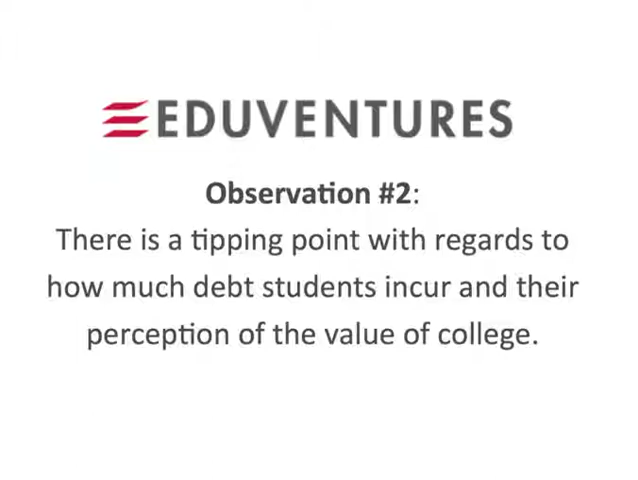 EDUVENTURES
Observation #2:
There is a tipping point with regards to
how much debt students incur and their
perception of the value of college.